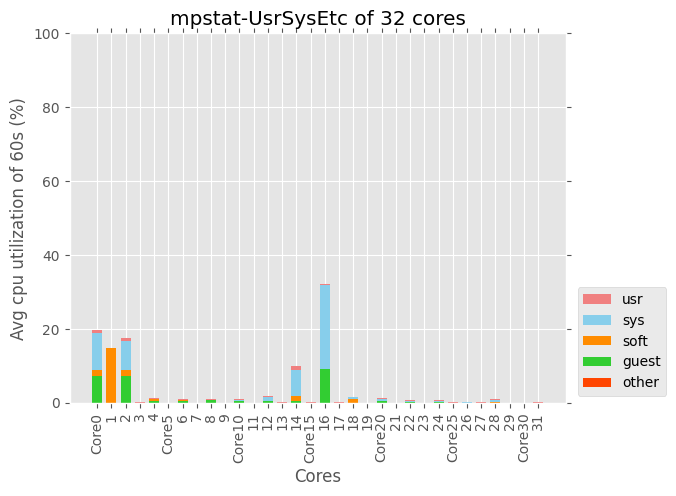 mpstat-UsrSysEtc of 32 cores
100
80
60
40
20
0
Avg cpu utilization of 60s (%)
Core0
1
2
3
4
Core5
6
7
8
9
Core10
11
12
13
14
Core15
16
17
18
19
Core20
21
22
23
24
Core25
26
27
28
29
Core30
31
Cores
usr
sys
soft
guest
other